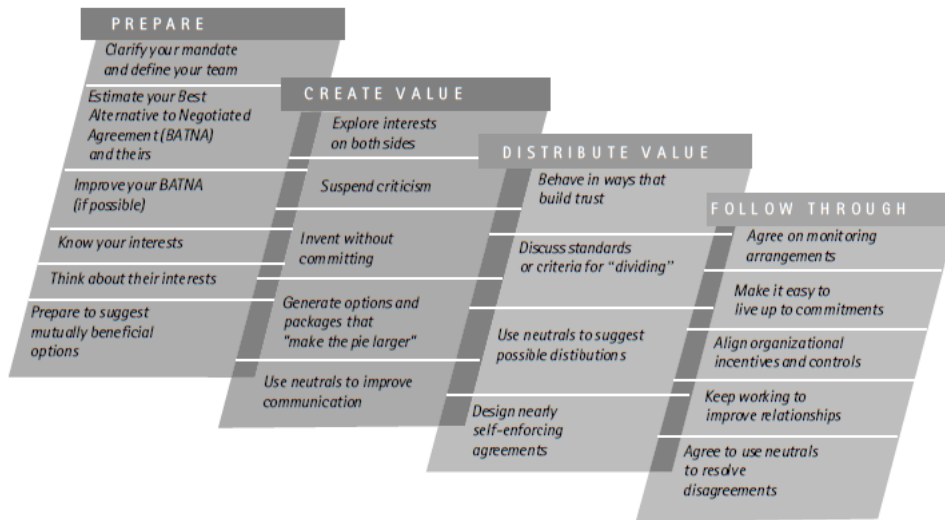 PREPARE
Clarify your mandate
and define your team
Estimate your Best
Alternative to Negotiated
Agreement (BATNA)
and theirs
Improve your BATNA
(if possible)
Know your interests
Think about their interests
Prepare to suggest
mutually beneficial
options
CREATE VALUE
Explore interests
on both sides
Suspend criticism
Invent without
committing
Generate options and
packages that
"make the pie larger"
Use neutrals to improve
communication
DISTRIBUTE VALUE
Behave in ways that
build trust
Discuss standards
or criteria for “dividing”
Use neutrals to suggest
possible distibutions
Design nearly
self-enforcing
agreements
FOLLOW THROUGH
Agree on monitoring
arrangements
Make it easy to
live up to commitments
Align organizational
incentives and controls
Keep working to
improve relationships
Agree to use neutrals
to resolve
disagreements